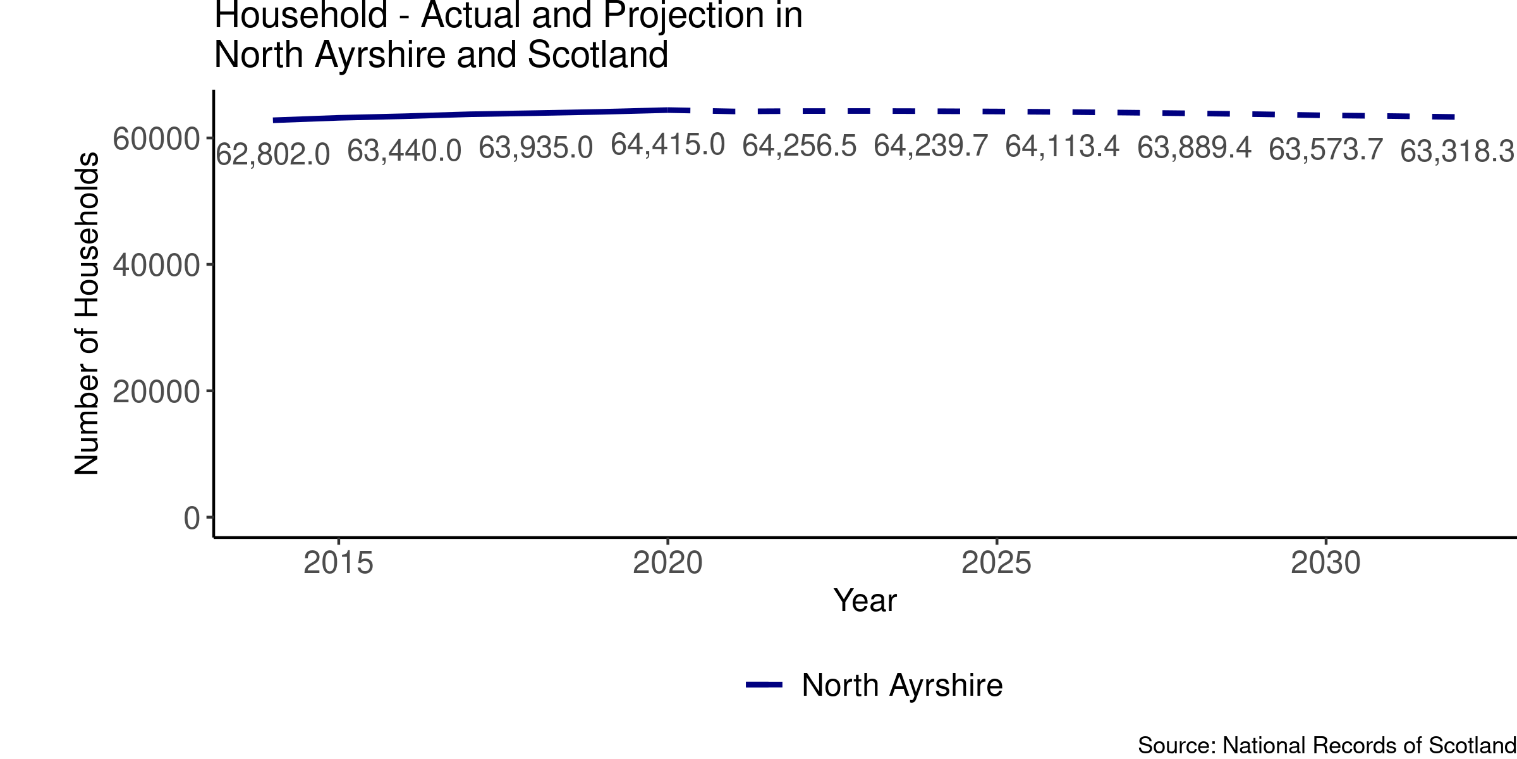 Household - Actual and Projection in
North Ayrshire and Scotland
Number of Households
60000
40000
20000
0
62,802.0 63,440.0 63,935.0 64,415.0 64,256.5 64,239.7 64,113.4 63,889.4 63,573.7 63,318.3
2015 2020 2025 2030
Year
North Ayrshire
Source: National Records of Scotland